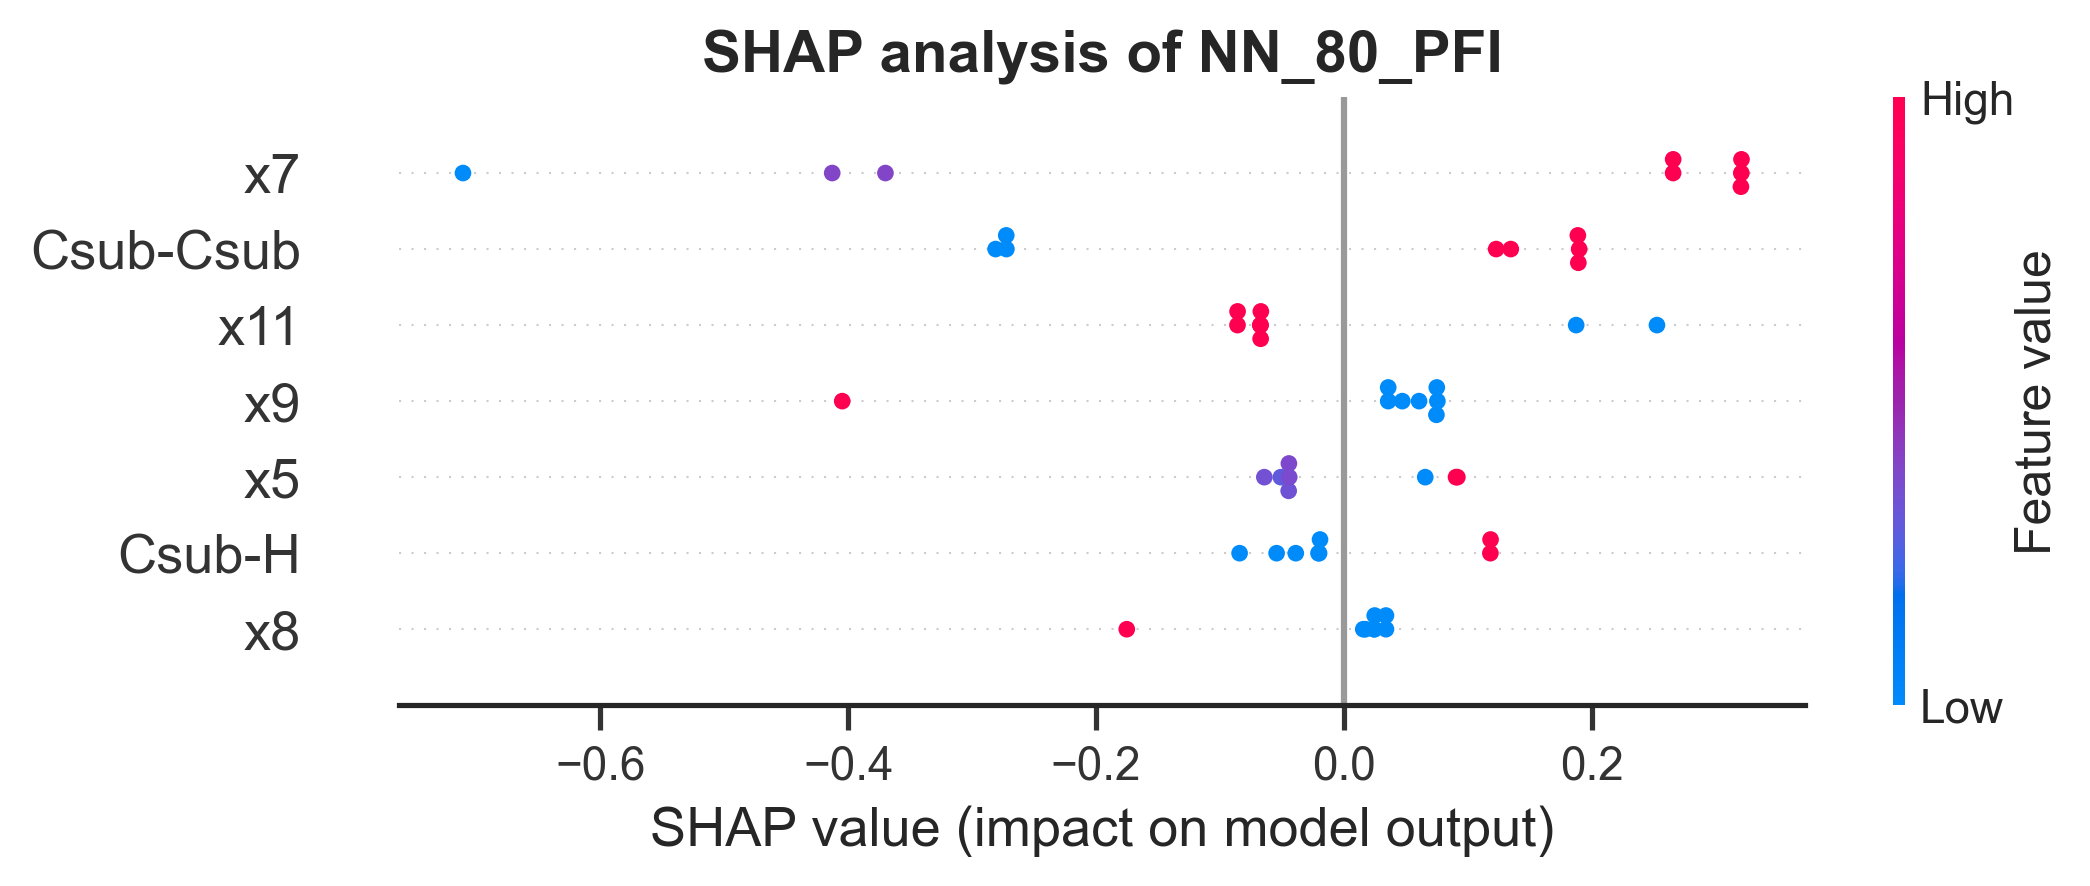 SHAP analysis of NN_80_PFI
High
x7
Csub-Csub
x11
x9
x5
Csub-H
x8
Feature value
Low
−0.6 −0.4 −0.2 0.0 0.2
SHAP value (impact on model output)